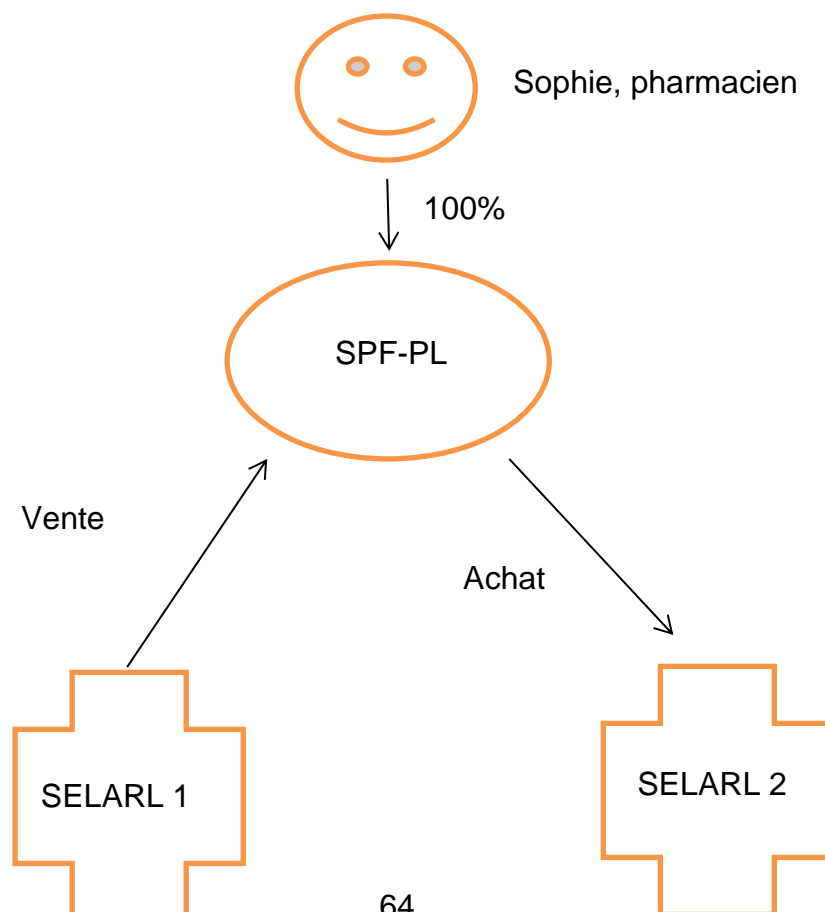 Sophie, pharmacien
100%
SPF-PL
Vente
Achat
SELARL 1
SELARL 2
64